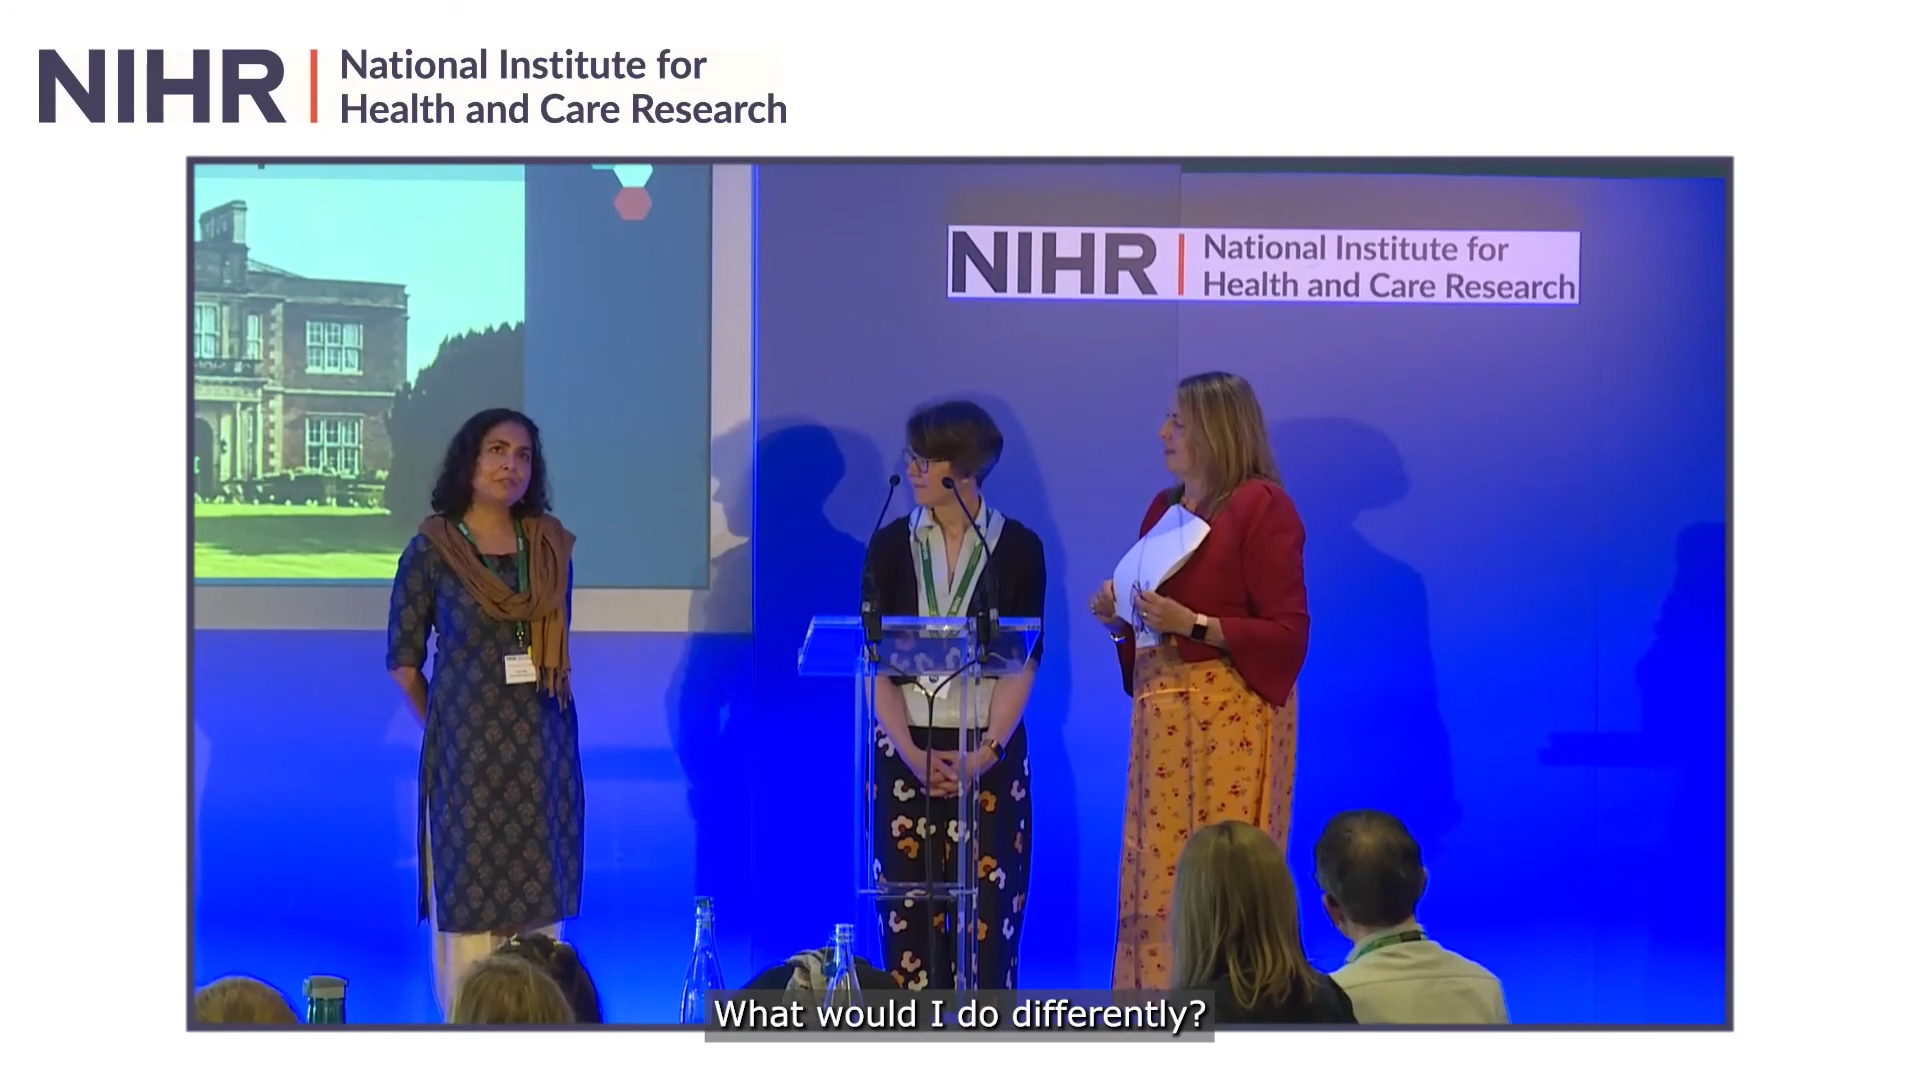 NIHR
National Institute for
Health and Care Research
NIHR
National Institute for
Health and Care Research
What would I do differently?